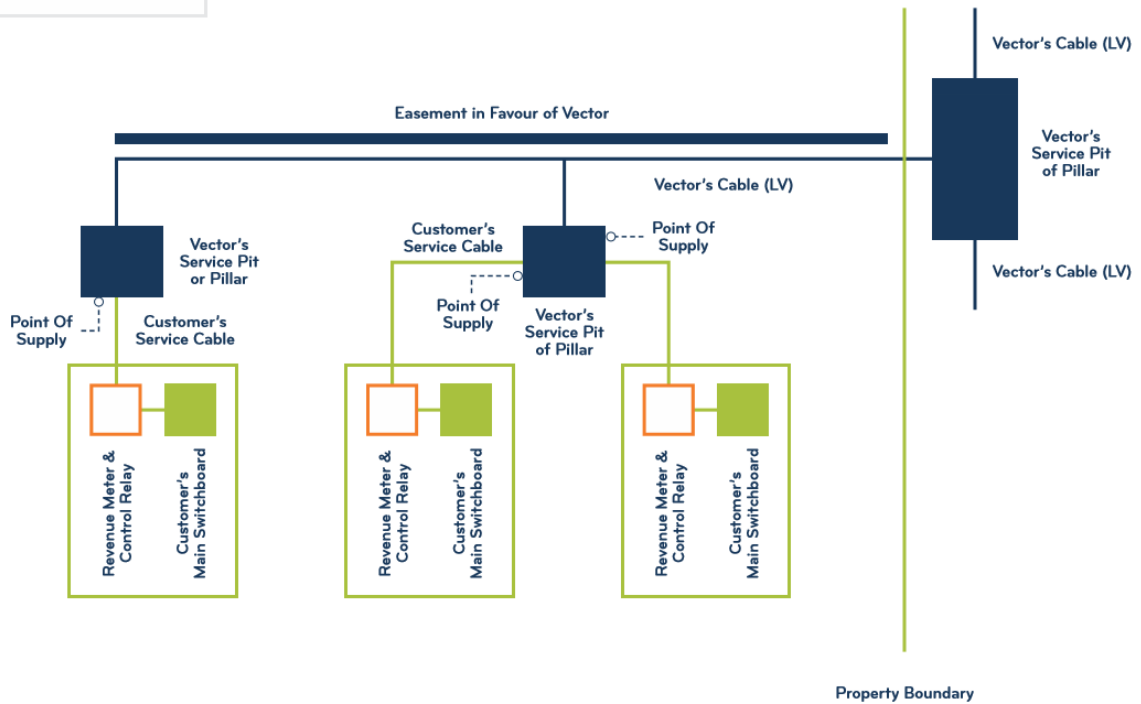 Vector's Cable (LV)
Easement in Favour of Vector
Vector's
Service Pit
of Pillar
Vector's Cable (LV)
Customer's
Service Cable
Point Of
Supply
Vector's
Service Pit
or Pillar
Vector's Cable (LV)
Point Of
Supply
Vector's
Service Pit
of Pillar
Point Of
Supply
Customer's
Service Cable
Revenue Meter &
Control Relay
Customer's
Main Switchboard
Revenue Meter &
Control Relay
Customer's
Main Switchboard
Revenue Meter &
Control Relay
Customer's
Main Switchboard
Property Boundary